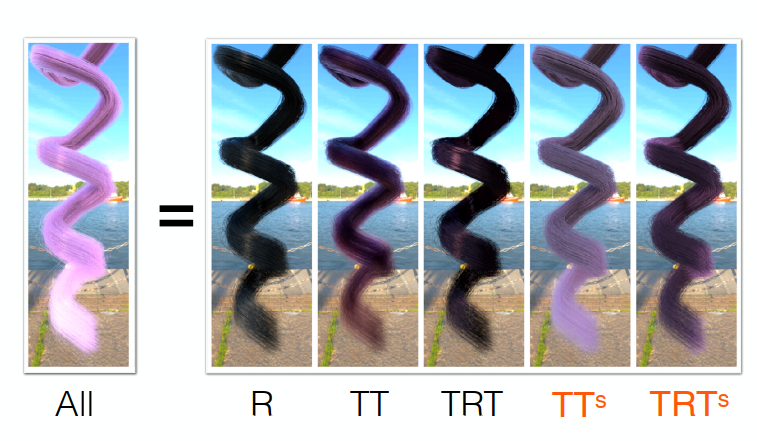 =
All R TT TRT TTˢ TRTˢ